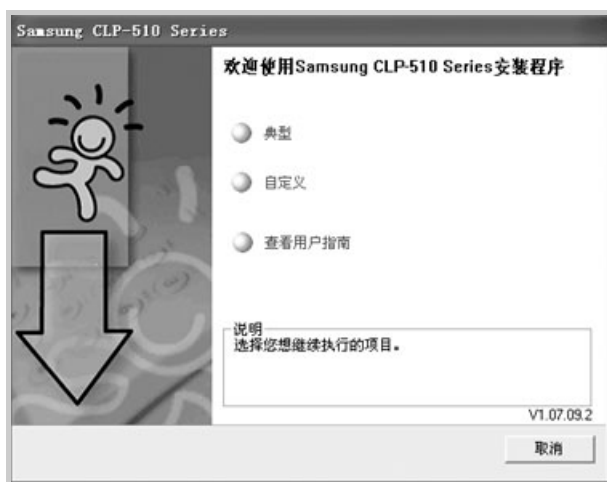 Samsung CLP-510 Series
欢迎使用Samsung CLP-510 Series安装程序
典型
自定义
查看用户指南
说明
选择您想继续执行的项目。
V1.07.09.2
取消